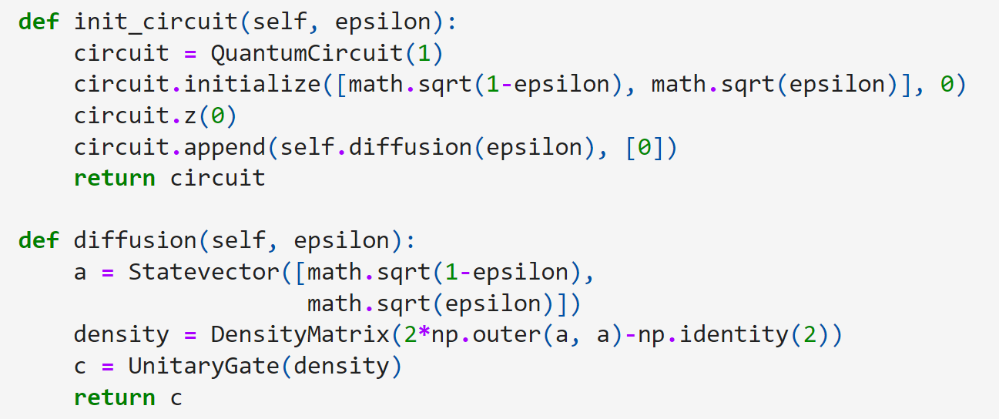 def init_circuit(self, epsilon):
    circuit = QuantumCircuit(1)
    circuit.initialize([math.sqrt(1-epsilon), math.sqrt(epsilon)], 0)
    circuit.z(0)
    circuit.append(self.diffusion(epsilon), [0])
    return circuit

def diffusion(self, epsilon):
    a = Statevector([math.sqrt(1-epsilon),
                     math.sqrt(epsilon)])
    density = DensityMatrix(2*np.outer(a, a)-np.identity(2))
    c = UnitaryGate(density)
    return c